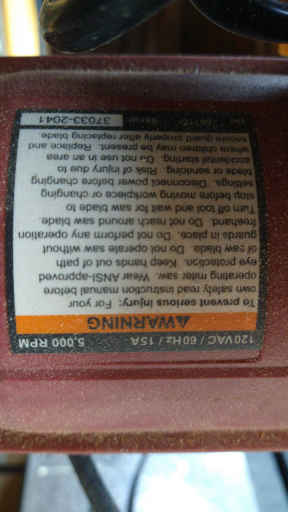 120VAC / 60Hz / 15A 5,000 RPM
WARNING
To prevent serious injury: For your
own safety read instruction manual before
operating miter saw. Wear ANSI-approved
eye protection. Keep hands out of path
of saw blade. Do not operate saw without
guards in place. Do not perform any operation
freehand. Do not reach around saw blade.
Turn off tool and wait for saw blade to
stop before moving workpiece or changing
settings. Disconnect power before changing
blade or servicing. Risk of injury due to
accidental starting. Do not use in an area
where children may be present. Replace and
secure guard properly after replacing blade
37033-2041